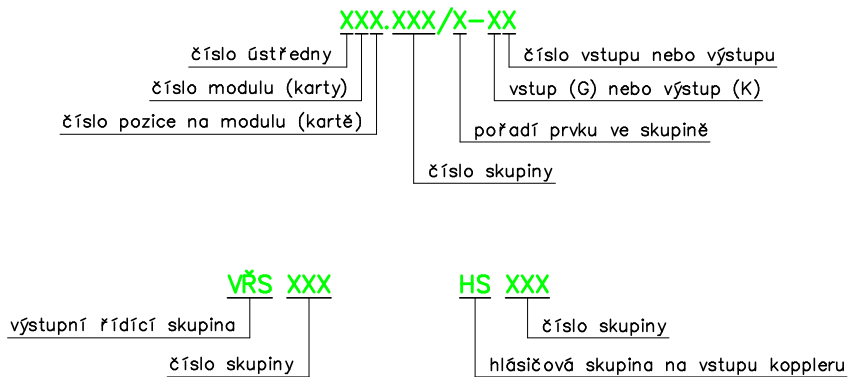 XXX.XXX/X-XX
číslo ústředny
číslo vstupu nebo výstupu
číslo modulu (karty)
vstup (G) nebo výstup (K)
číslo pozice na modulu (kartě)
pořadí prvku ve skupině
číslo skupiny
VŘS XXX
HS XXX
výstupní řídící skupina
číslo skupiny
číslo skupiny
hlásičová skupina na vstupu koppleru